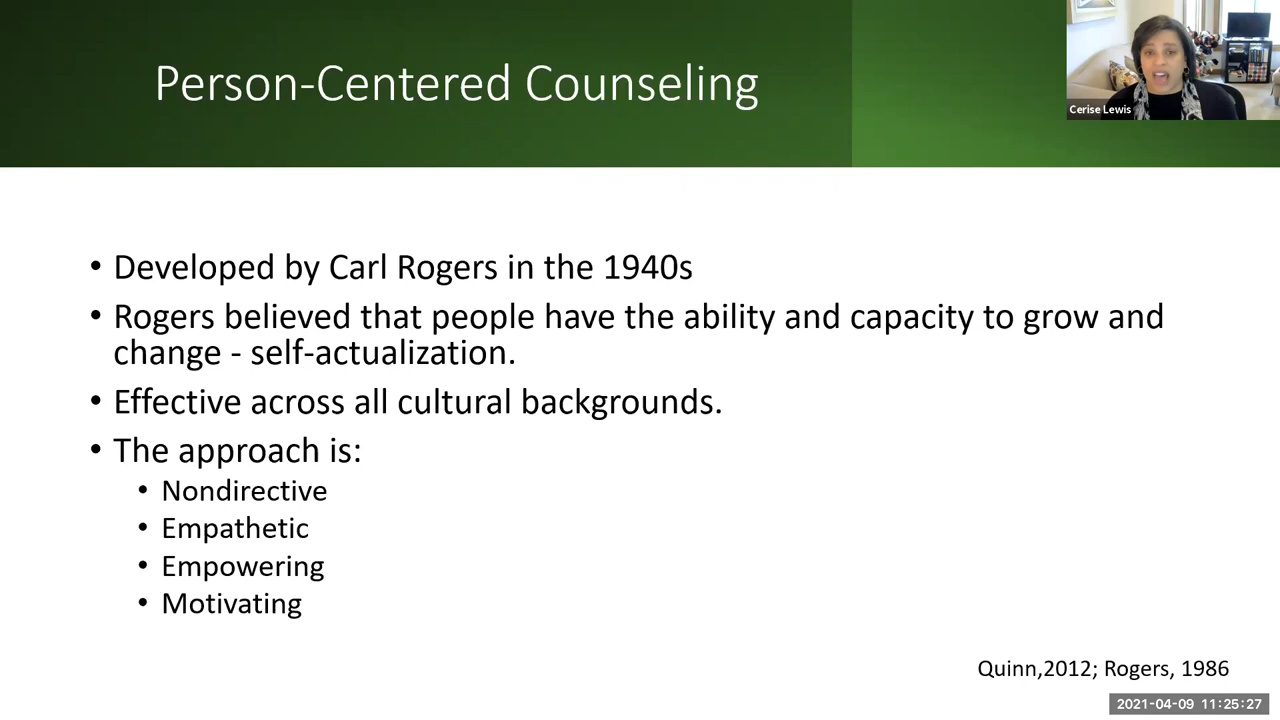 Person-Centered Counseling
Cerise Lewis
• Developed by Carl Rogers in the 1940s
• Rogers believed that people have the ability and capacity to grow and
change - self-actualization.
• Effective across all cultural backgrounds.
• The approach is:
• Nondirective
• Empathetic
• Empowering
• Motivating
Quinn,2012; Rogers, 1986
2021-04-09 11:25:27